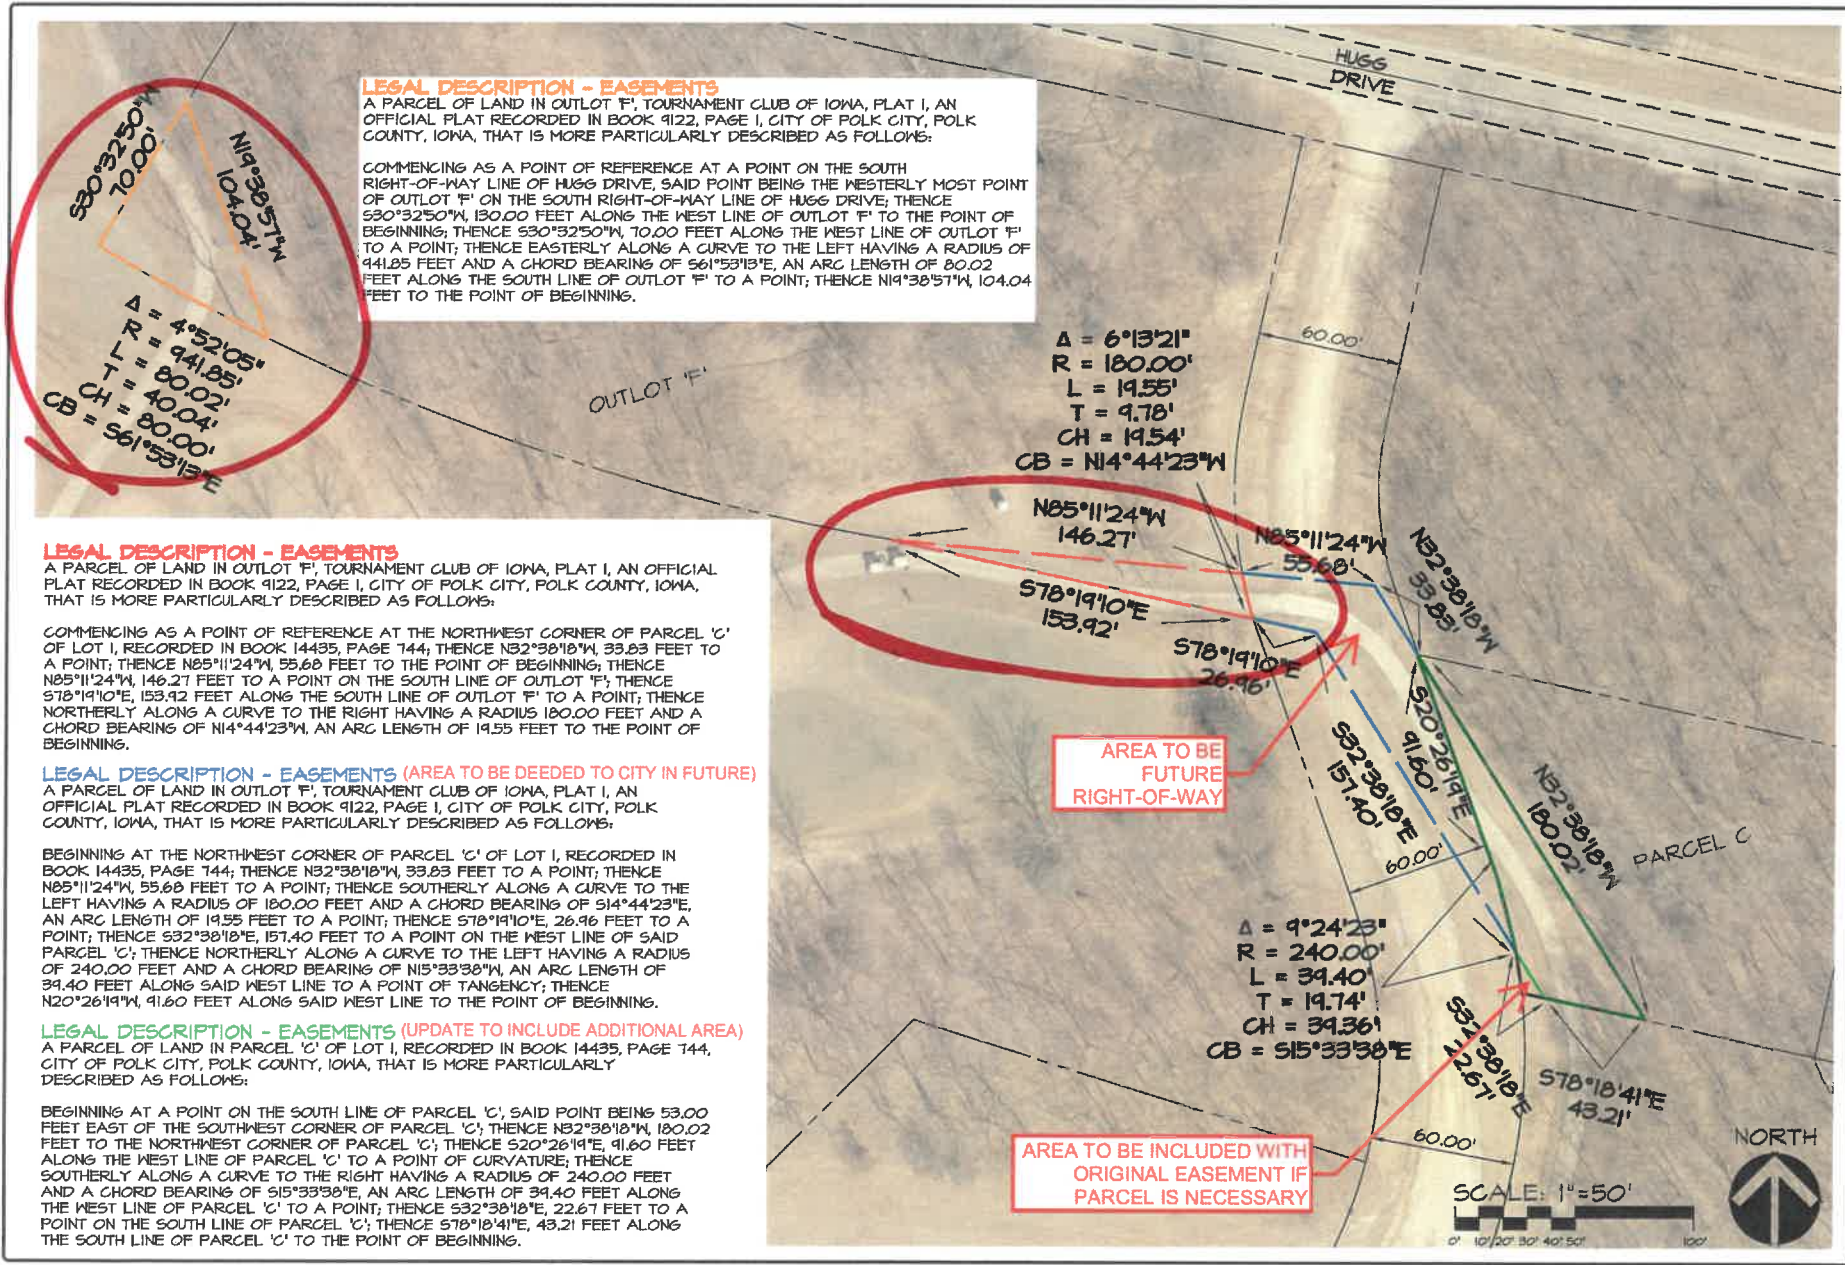 LEGAL DESCRIPTION - EASEMENTS
A PARCEL OF LAND IN OUTLOT 'F', TOURNAMENT CLUB OF IOWA, PLAT 1, AN
OFFICIAL PLAT RECORDED IN BOOK 9122, PAGE 1, CITY OF POLK CITY, POLK
COUNTY, IOWA, THAT IS MORE PARTICULARLY DESCRIBED AS FOLLOWS:
COMMENCING AS A POINT OF REFERENCE AT A POINT ON THE SOUTH
RIGHT-OF-WAY LINE OF HUGG DRIVE, SAID POINT BEING THE WESTERLY MOST POINT
OF OUTLOT 'F' ON THE SOUTH RIGHT-OF-WAY LINE OF HUGG DRIVE; THENCE
S30°32'50"W, 130.00 FEET ALONG THE WEST LINE OF OUTLOT 'F' TO THE POINT OF
BEGINNING; THENCE S30°32'50"W, 70.00 FEET ALONG THE WEST LINE OF OUTLOT 'F'
TO A POINT; THENCE EASTERLY ALONG A CURVE TO THE LEFT HAVING A RADIUS OF
941.85 FEET AND A CHORD BEARING OF S61°53'13"E, AN ARC LENGTH OF 80.02
FEET ALONG THE SOUTH LINE OF OUTLOT 'F' TO A POINT; THENCE N19°38'57"W, 104.04
FEET TO THE POINT OF BEGINNING.
S30°32'50"W
70.00'
N19°38'57"W
104.04'
Δ = 4°52'05"
R = 941.85'
L = 80.02'
T = 40.04'
CH = 80.00'
CB = S61°53'13"E
HUGG
DRIVE
OUTLOT 'F'
60.00'
Δ = 6°13'21"
R = 180.00'
L = 19.55'
T = 9.78'
CH = 19.54'
CB = N14°44'23"W
N85°11'24"W
146.27'
N85°11'24"W
55.68'
N32°38'18"W
33.83'
S78°19'10"E
153.92'
S78°19'10"E
26.96'
LEGAL DESCRIPTION - EASEMENTS
A PARCEL OF LAND IN OUTLOT 'F', TOURNAMENT CLUB OF IOWA, PLAT 1, AN OFFICIAL
PLAT RECORDED IN BOOK 9122, PAGE 1, CITY OF POLK CITY, POLK COUNTY, IOWA,
THAT IS MORE PARTICULARLY DESCRIBED AS FOLLOWS:
COMMENCING AS A POINT OF REFERENCE AT THE NORTHWEST CORNER OF PARCEL 'C'
OF LOT 1, RECORDED IN BOOK 14435, PAGE 744; THENCE N32°38'18"W, 33.83 FEET TO
A POINT; THENCE N85°11'24"W, 55.68 FEET TO THE POINT OF BEGINNING; THENCE
N85°11'24"W, 146.27 FEET TO A POINT ON THE SOUTH LINE OF OUTLOT 'F'; THENCE
S78°19'10"E, 153.92 FEET ALONG THE SOUTH LINE OF OUTLOT 'F' TO A POINT; THENCE
NORTHERLY ALONG A CURVE TO THE RIGHT HAVING A RADIUS 180.00 FEET AND A
CHORD BEARING OF N14°44'23"W, AN ARC LENGTH OF 19.55 FEET TO THE POINT OF
BEGINNING.
LEGAL DESCRIPTION - EASEMENTS (AREA TO BE DEEDED TO CITY IN FUTURE)
A PARCEL OF LAND IN OUTLOT 'F', TOURNAMENT CLUB OF IOWA, PLAT 1, AN
OFFICIAL PLAT RECORDED IN BOOK 9122, PAGE 1, CITY OF POLK CITY, POLK
COUNTY, IOWA, THAT IS MORE PARTICULARLY DESCRIBED AS FOLLOWS:
BEGINNING AT THE NORTHWEST CORNER OF PARCEL 'C' OF LOT 1, RECORDED IN
BOOK 14435, PAGE 744; THENCE N32°38'18"W, 33.83 FEET TO A POINT; THENCE
N85°11'24"W, 55.68 FEET TO A POINT; THENCE SOUTHERLY ALONG A CURVE TO THE
LEFT HAVING A RADIUS OF 180.00 FEET AND A CHORD BEARING OF S14°44'23"E,
AN ARC LENGTH OF 19.55 FEET TO A POINT; THENCE S78°19'10"E, 26.96 FEET TO A
POINT; THENCE S32°38'18"E, 157.40 FEET TO A POINT ON THE WEST LINE OF SAID
PARCEL 'C'; THENCE NORTHERLY ALONG A CURVE TO THE LEFT HAVING A RADIUS
OF 240.00 FEET AND A CHORD BEARING OF N15°33'38"W, AN ARC LENGTH OF
39.40 FEET ALONG SAID WEST LINE TO A POINT OF TANGENCY; THENCE
N20°26'19"W, 91.60 FEET ALONG SAID WEST LINE TO THE POINT OF BEGINNING.
LEGAL DESCRIPTION - EASEMENTS (UPDATE TO INCLUDE ADDITIONAL AREA)
A PARCEL OF LAND IN PARCEL 'C' OF LOT 1, RECORDED IN BOOK 14435, PAGE 744,
CITY OF POLK CITY, POLK COUNTY, IOWA, THAT IS MORE PARTICULARLY
DESCRIBED AS FOLLOWS:
BEGINNING AT A POINT ON THE SOUTH LINE OF PARCEL 'C', SAID POINT BEING 53.00
FEET EAST OF THE SOUTHWEST CORNER OF PARCEL 'C'; THENCE N32°38'18"W, 180.02
FEET TO THE NORTHWEST CORNER OF PARCEL 'C'; THENCE S20°26'19"E, 91.60 FEET
ALONG THE WEST LINE OF PARCEL 'C' TO A POINT OF CURVATURE; THENCE
SOUTHERLY ALONG A CURVE TO THE RIGHT HAVING A RADIUS OF 240.00 FEET
AND A CHORD BEARING OF S15°33'38"E, AN ARC LENGTH OF 39.40 FEET ALONG
THE WEST LINE OF PARCEL 'C' TO A POINT; THENCE S32°38'18"E, 22.67 FEET TO A
POINT ON THE SOUTH LINE OF PARCEL 'C'; THENCE S78°18'41"E, 43.21 FEET ALONG
THE SOUTH LINE OF PARCEL 'C' TO THE POINT OF BEGINNING.
AREA TO BE
FUTURE
RIGHT-OF-WAY
S20°26'19"E
91.60'
S32°38'18"E
157.40'
N32°38'18"W
180.02'
PARCEL C
60.00'
Δ = 9°24'23"
R = 240.00'
L = 39.40'
T = 19.74'
CH = 39.36'
CB = S15°33'38"E
S32°38'18"E
22.67'
S78°18'41"E
43.21'
60.00'
AREA TO BE INCLUDED WITH
ORIGINAL EASEMENT IF
PARCEL IS NECESSARY
NORTH
SCALE: 1"=50'
0' 10' 20' 30' 40' 50' 100'